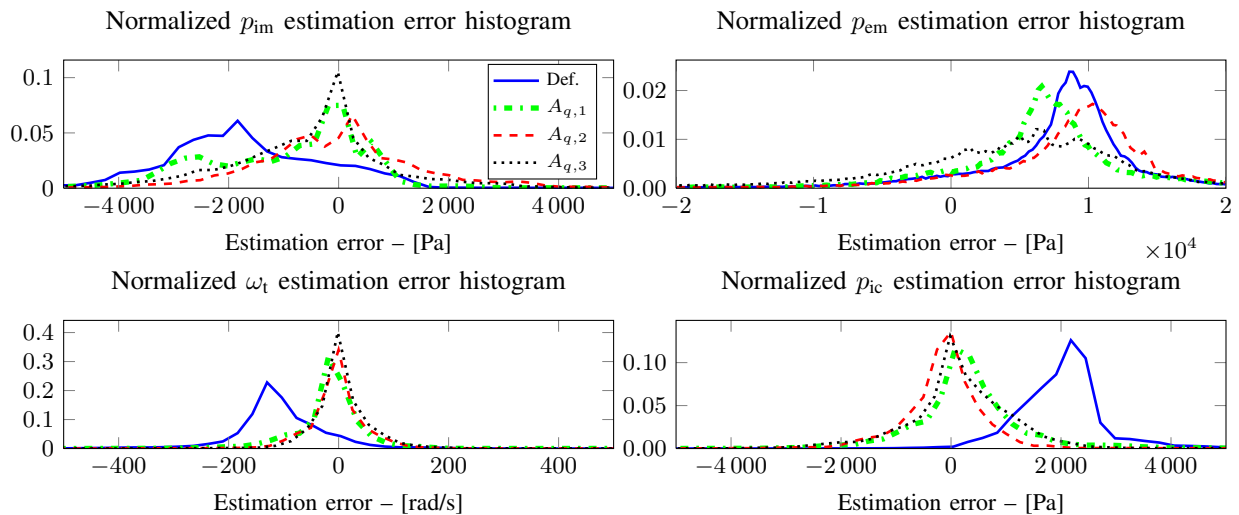 Normalized p_im estimation error histogram
Normalized p_em estimation error histogram
0.1
0.05
0
Def.
A_q,1
A_q,2
A_q,3
0.02
0.01
0.00
−4 000 −2 000 0 2 000 4 000
−2 −1 0 1 2
Estimation error – [Pa]
Estimation error – [Pa]
×10^4
Normalized ω_t estimation error histogram
Normalized p_ic estimation error histogram
0.4
0.3
0.2
0.1
0
0.10
0.05
0.00
−400 −200 0 200 400
−4 000 −2 000 0 2 000 4 000
Estimation error – [rad/s]
Estimation error – [Pa]